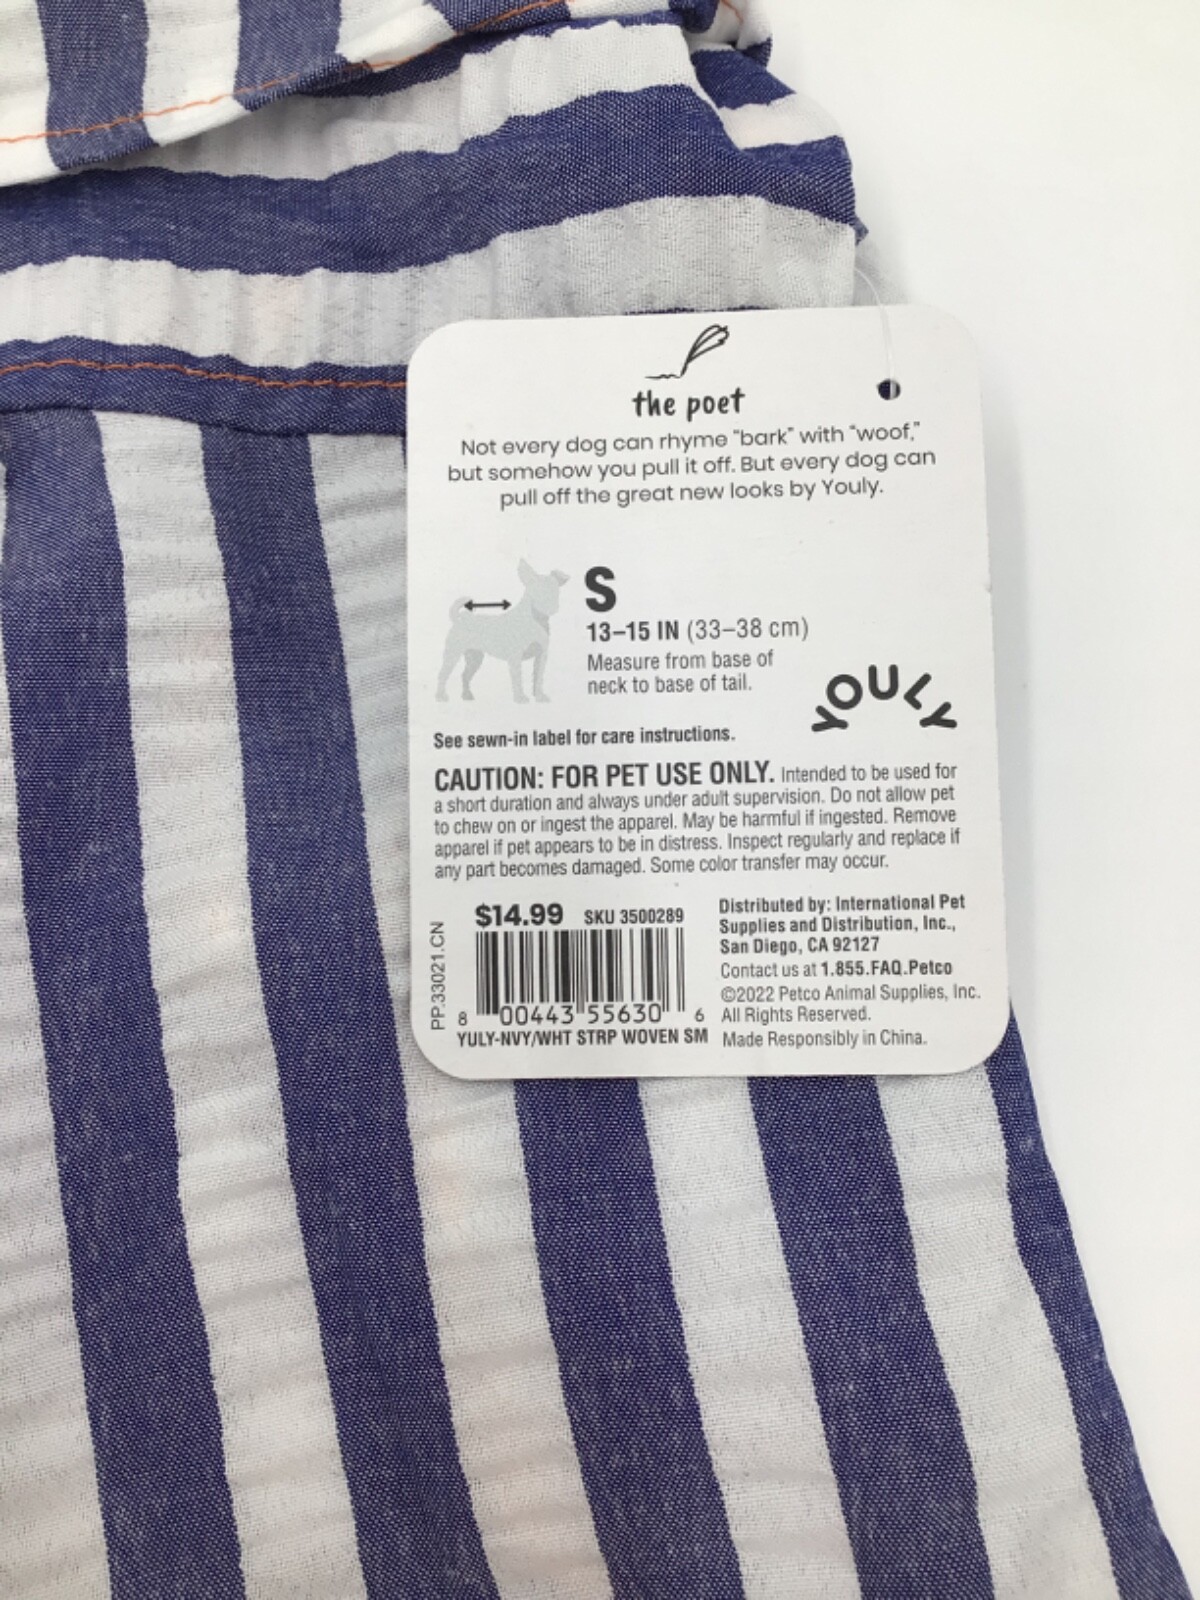 the poet
Not every dog can rhyme "bark" with "woof,"
but somehow you pull it off. But every dog can
pull off the great new looks by Youly.
S
13–15 IN (33–38 cm)
Measure from base of
neck to base of tail.
YOULY
See sewn-in label for care instructions.
CAUTION: FOR PET USE ONLY. Intended to be used for
a short duration and always under adult supervision. Do not allow pet
to chew on or ingest the apparel. May be harmful if ingested. Remove
apparel if pet appears to be in distress. Inspect regularly and replace if
any part becomes damaged. Some color transfer may occur.
PP.33021.CN
$14.99 SKU 3500289
8 00443 55630 6
YULY-NVY/WHT STRP WOVEN SM
Distributed by: International Pet
Supplies and Distribution, Inc.,
San Diego, CA 92127
Contact us at 1.855.FAQ.Petco
©2022 Petco Animal Supplies, Inc.
All Rights Reserved.
Made Responsibly in China.